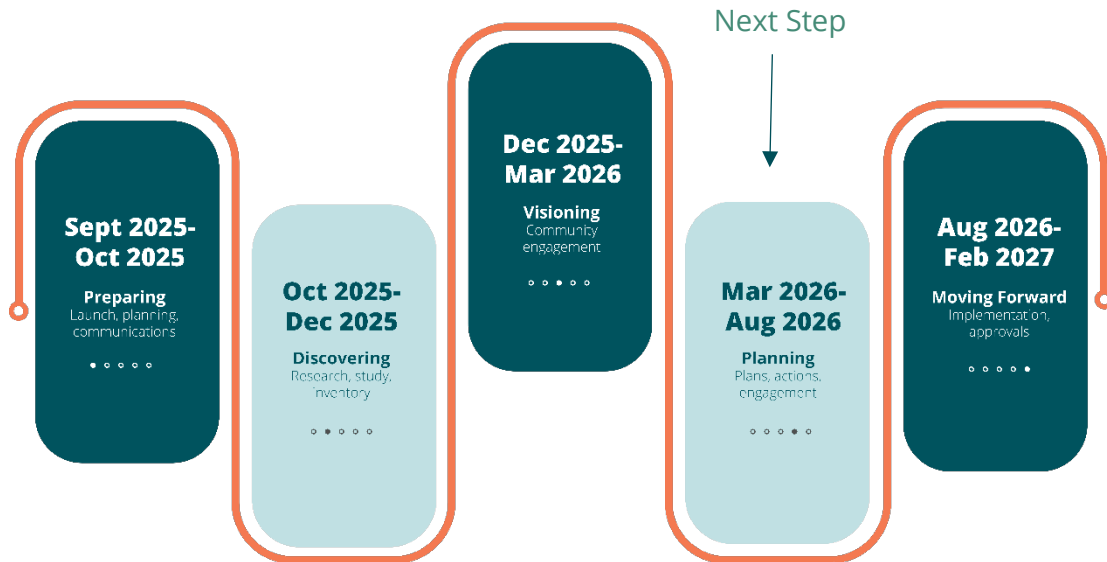 Next Step
Sept 2025-
Oct 2025
Preparing
Launch, planning,
communications
Oct 2025-
Dec 2025
Discovering
Research, study,
inventory
Dec 2025-
Mar 2026
Visioning
Community
engagement
Mar 2026-
Aug 2026
Planning
Plans, actions,
engagement
Aug 2026-
Feb 2027
Moving Forward
Implementation,
approvals